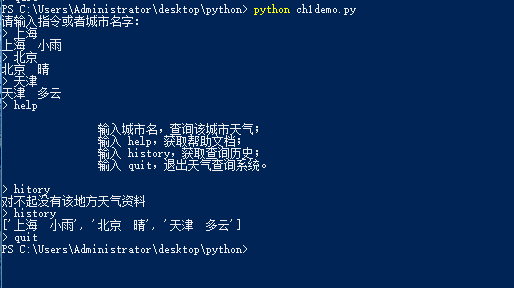 PS C:\Users\Administrator\desktop\python> python ch1demo.py
请输入指令或者城市名字:
> 上海
上海  小雨
> 北京
北京  晴
> 天津
天津  多云
> help
输入城市名，查询该城市天气；
输入 help，获取帮助文档；
输入 history，获取查询历史；
输入 quit，退出天气查询系统。
> hitory
对不起没有该地方天气资料
> history
['上海  小雨', '北京  晴', '天津  多云']
> quit
PS C:\Users\Administrator\desktop\python>